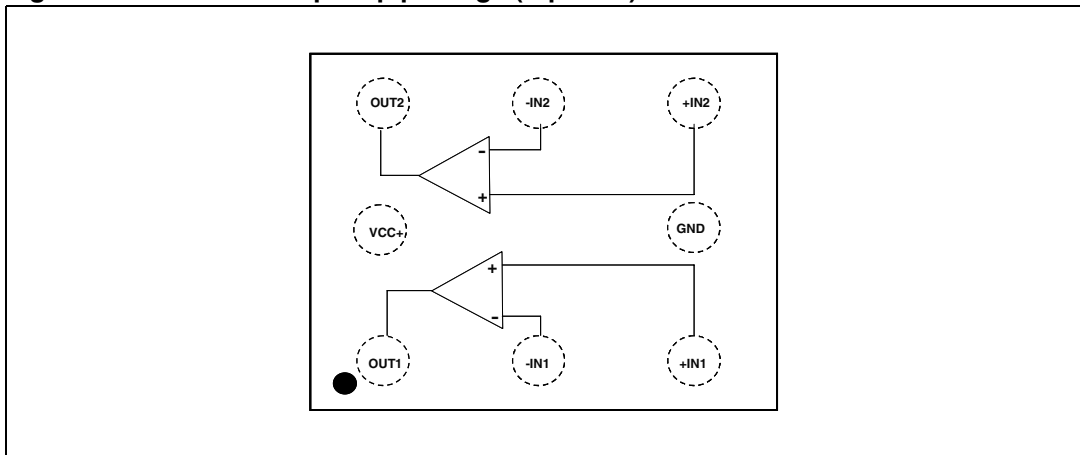 OUT2 -IN2 +IN2
-
+
VCC+ GND
+
-
OUT1 -IN1 +IN1